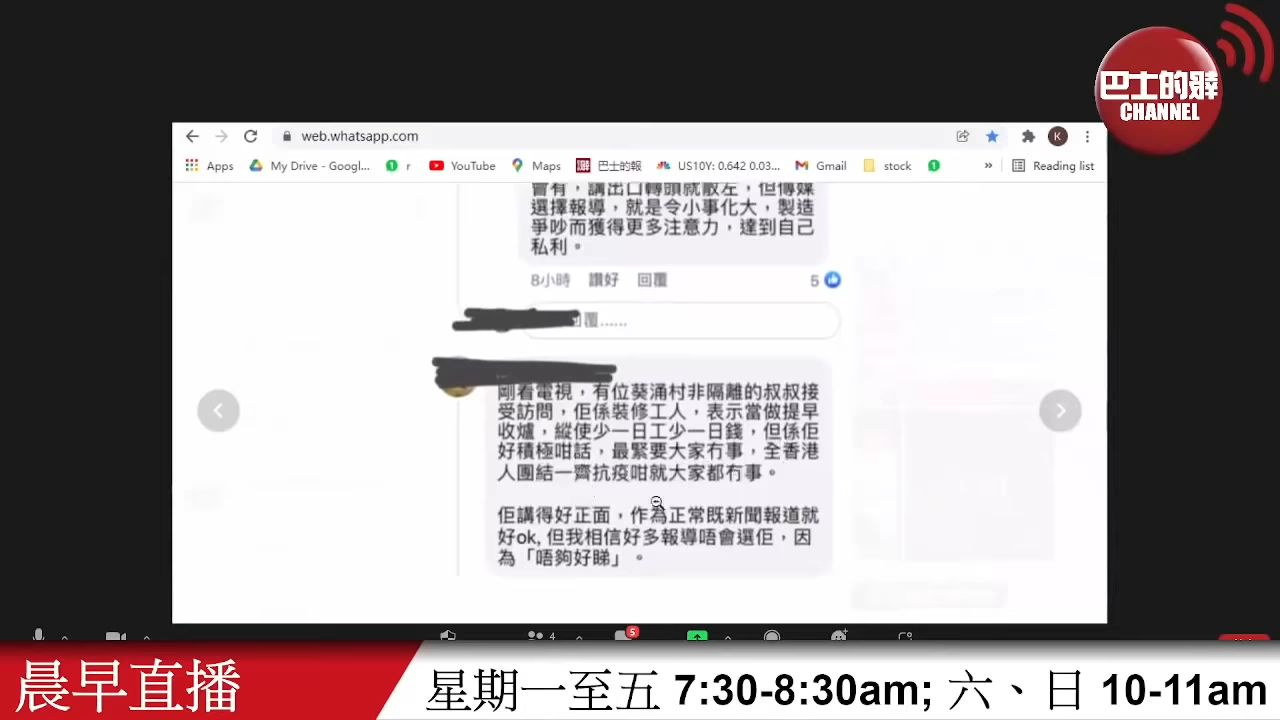 巴士的報
CHANNEL
web.whatsapp.com
K
Apps
My Drive - Googl...
1
r
YouTube
Maps
巴士的報
US10Y: 0.642 0.03...
Gmail
stock
1
»
Reading list
會有，講出口轉頭就散左，但傳媒
選擇報導，就是令小事化大，製造
爭吵而獲得更多注意力，達到自己
私利。
8小時 讚好 回覆 5
覆......
剛看電視，有位葵涌村非隔離的叔叔接
受訪問，佢係裝修工人，表示當做提早
收爐，縱使少一日工少一日錢，但係佢
好積極咁話，最緊要大家冇事，全香港
人團結一齊抗疫咁就大家都冇事。
佢講得好正面，作為正常既新聞報道就
好ok, 但我相信好多報導唔會選佢，因
為「唔夠好睇」。
4
5
晨早直播
星期一至五 7:30-8:30am; 六、日 10-11am